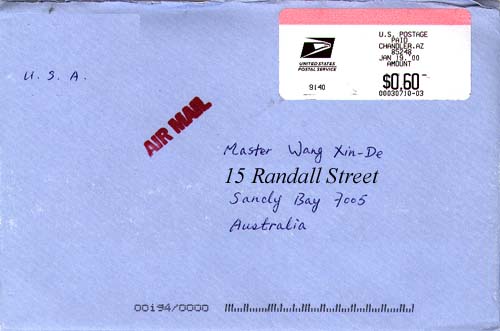 U.S. POSTAGE
PAID
CHANDLER, AZ
85248
JAN 19, 00
AMOUNT
$0.60
00030710-03
UNITED STATES
POSTAL SERVICE
9140
U. S. A.
AIR MAIL
Master Wang Xin-De
15 Randall Street
Sandy Bay 7005
Australia
00194/0000